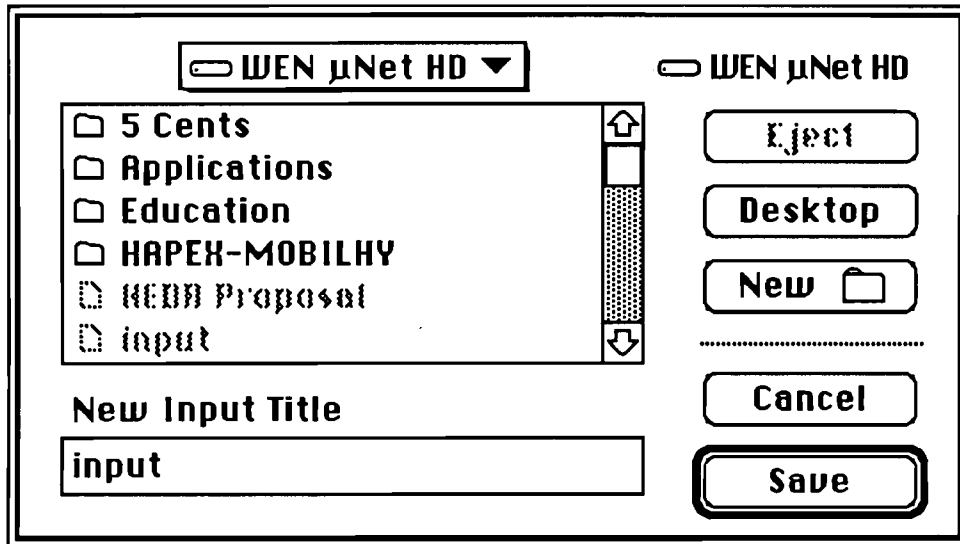 WEN µNet HD
WEN µNet HD
5 Cents
Applications
Education
HAPEX-MOBILHY
Proposal
input
Eject
Desktop
New
Cancel
Save
New Input Title
input